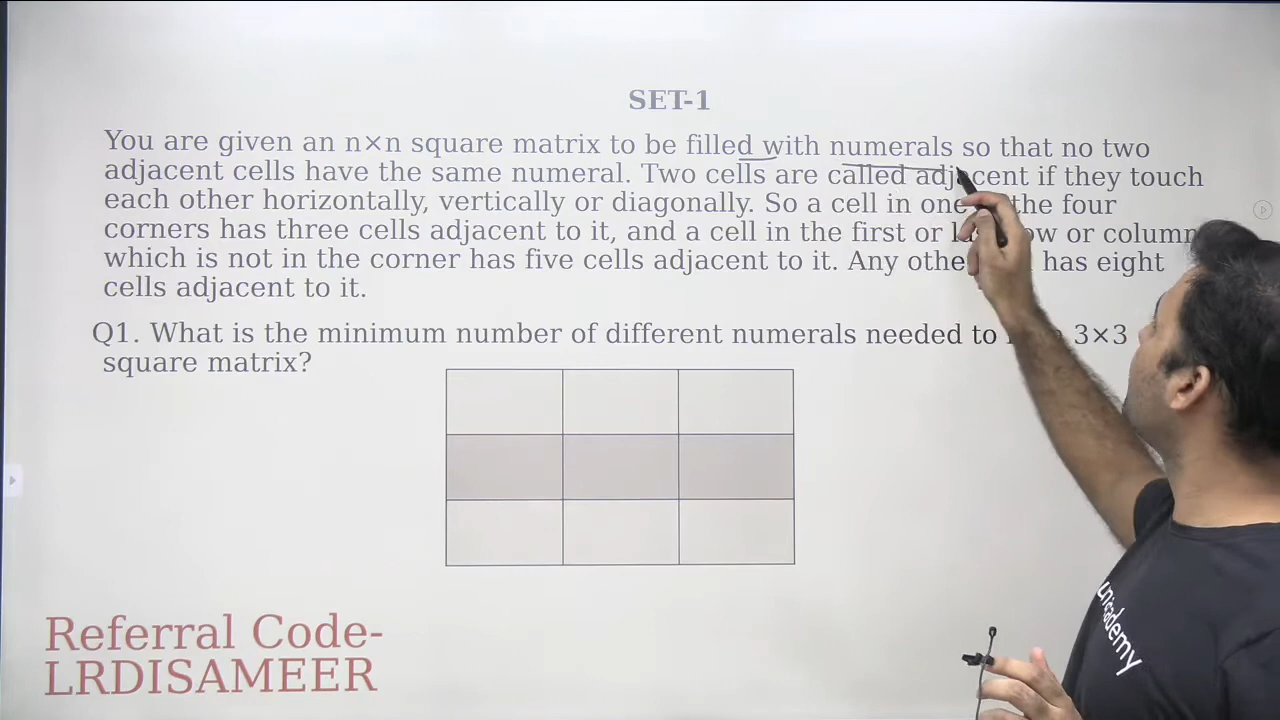 SET-1
You are given an n×n square matrix to be filled with numerals so that no two
adjacent cells have the same numeral. Two cells are called adjacent if they touch
each other horizontally, vertically or diagonally. So a cell in one the four
corners has three cells adjacent to it, and a cell in the first or row or column
which is not in the corner has five cells adjacent to it. Any has eight
cells adjacent to it.
Q1. What is the minimum number of different numerals needed to 3×3
square matrix?
Referral Code-
LRDISAMEER
unacademy